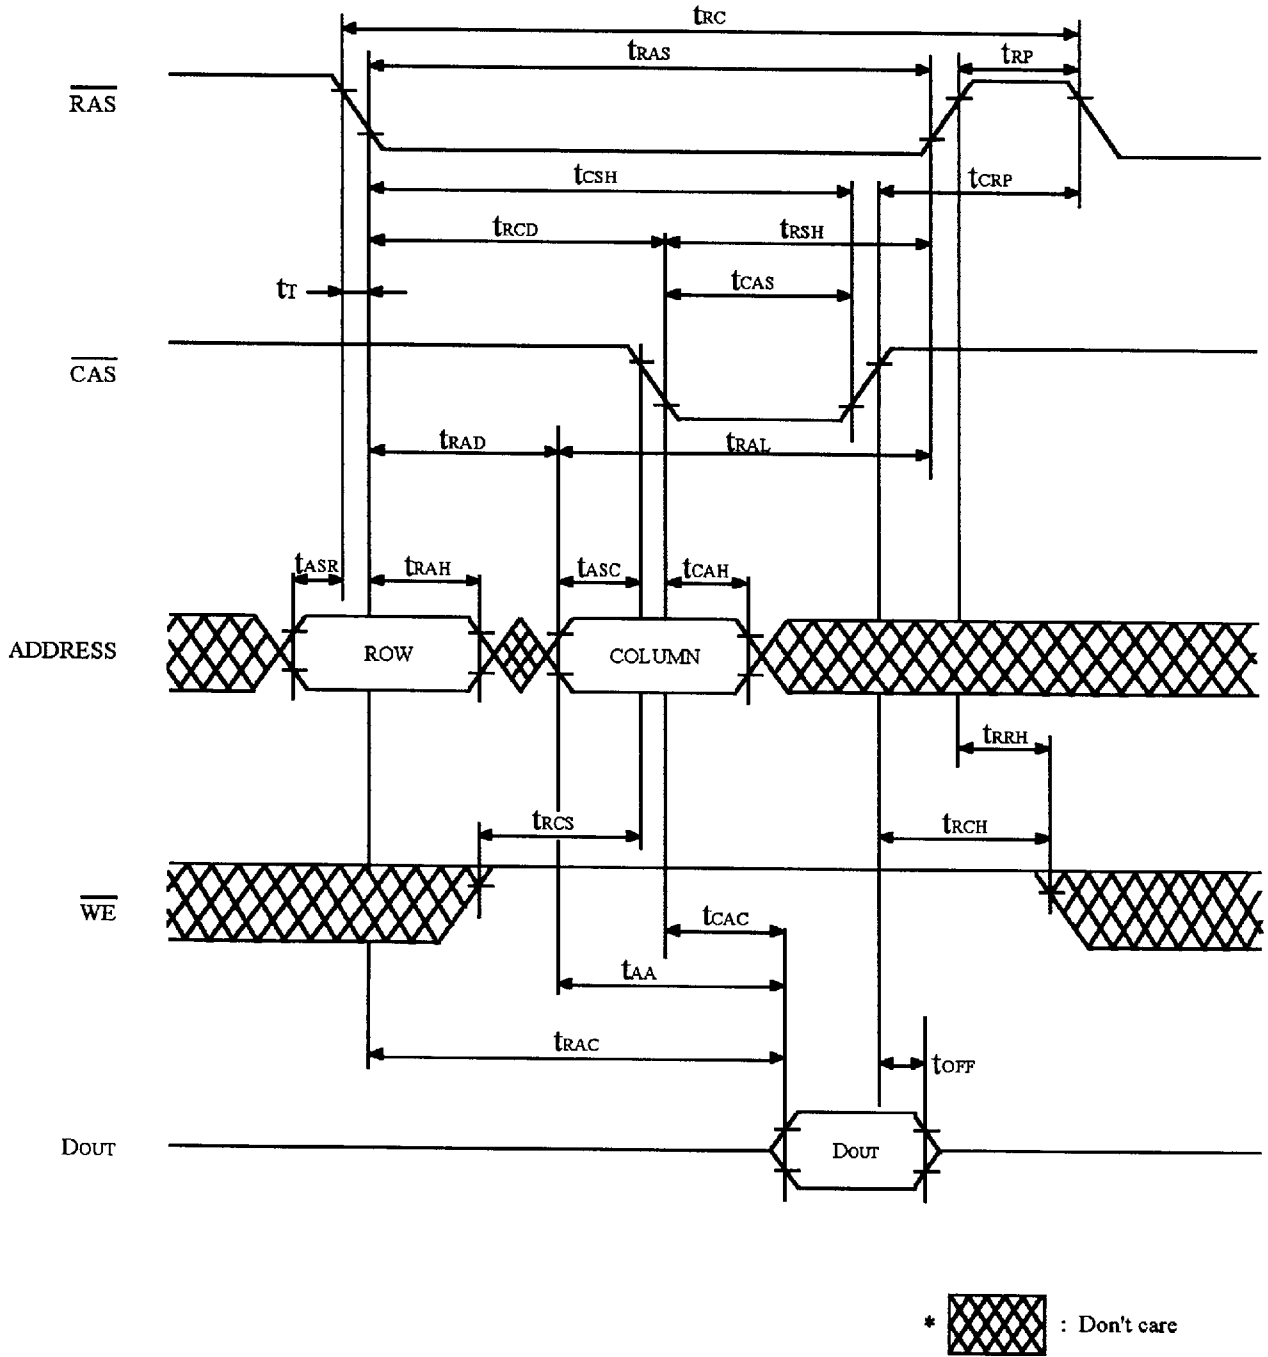 tRC
tRAS
tRP
RAS
tCSH
tCRP
tRCD
tRSH
tT
tCAS
CAS
tRAD
tRAL
tASR
tRAH
tASC
tCAH
ADDRESS
ROW
COLUMN
tRRH
tRCS
tRCH
WE
tCAC
tAA
tRAC
tOFF
DOUT
DOUT
* : Don't care